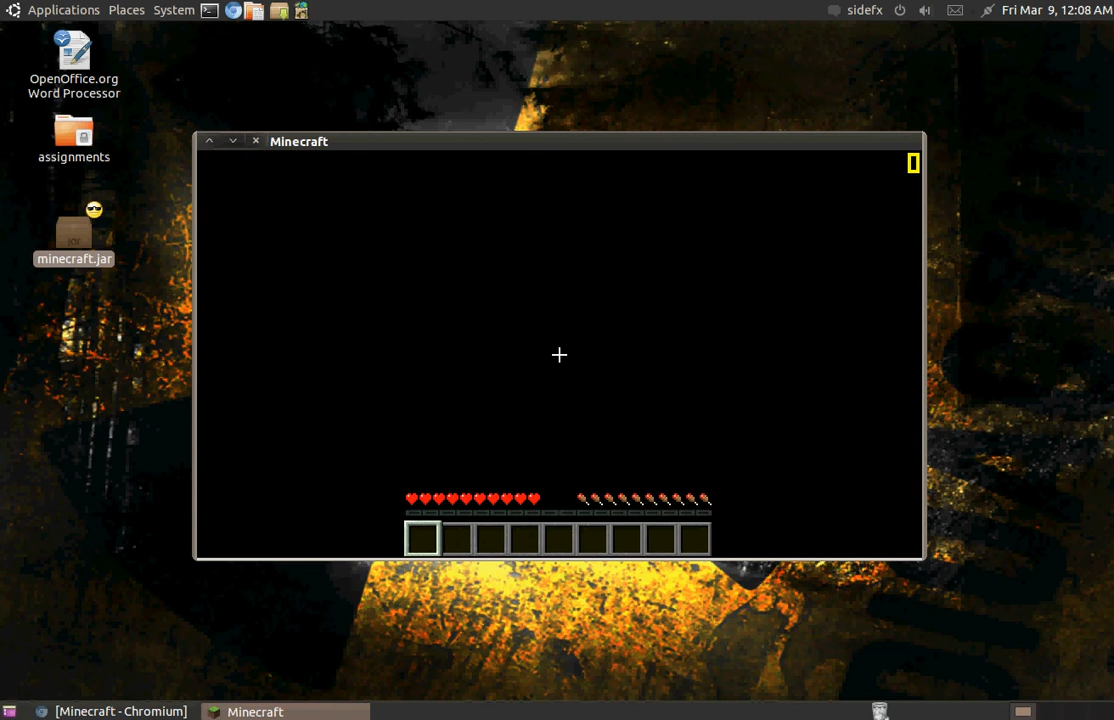 Applications Places System sidefx Fri Mar 9, 12:08 AM
OpenOffice.org
Word Processor
assignments
minecraft.jar
Minecraft
[Minecraft - Chromium] Minecraft